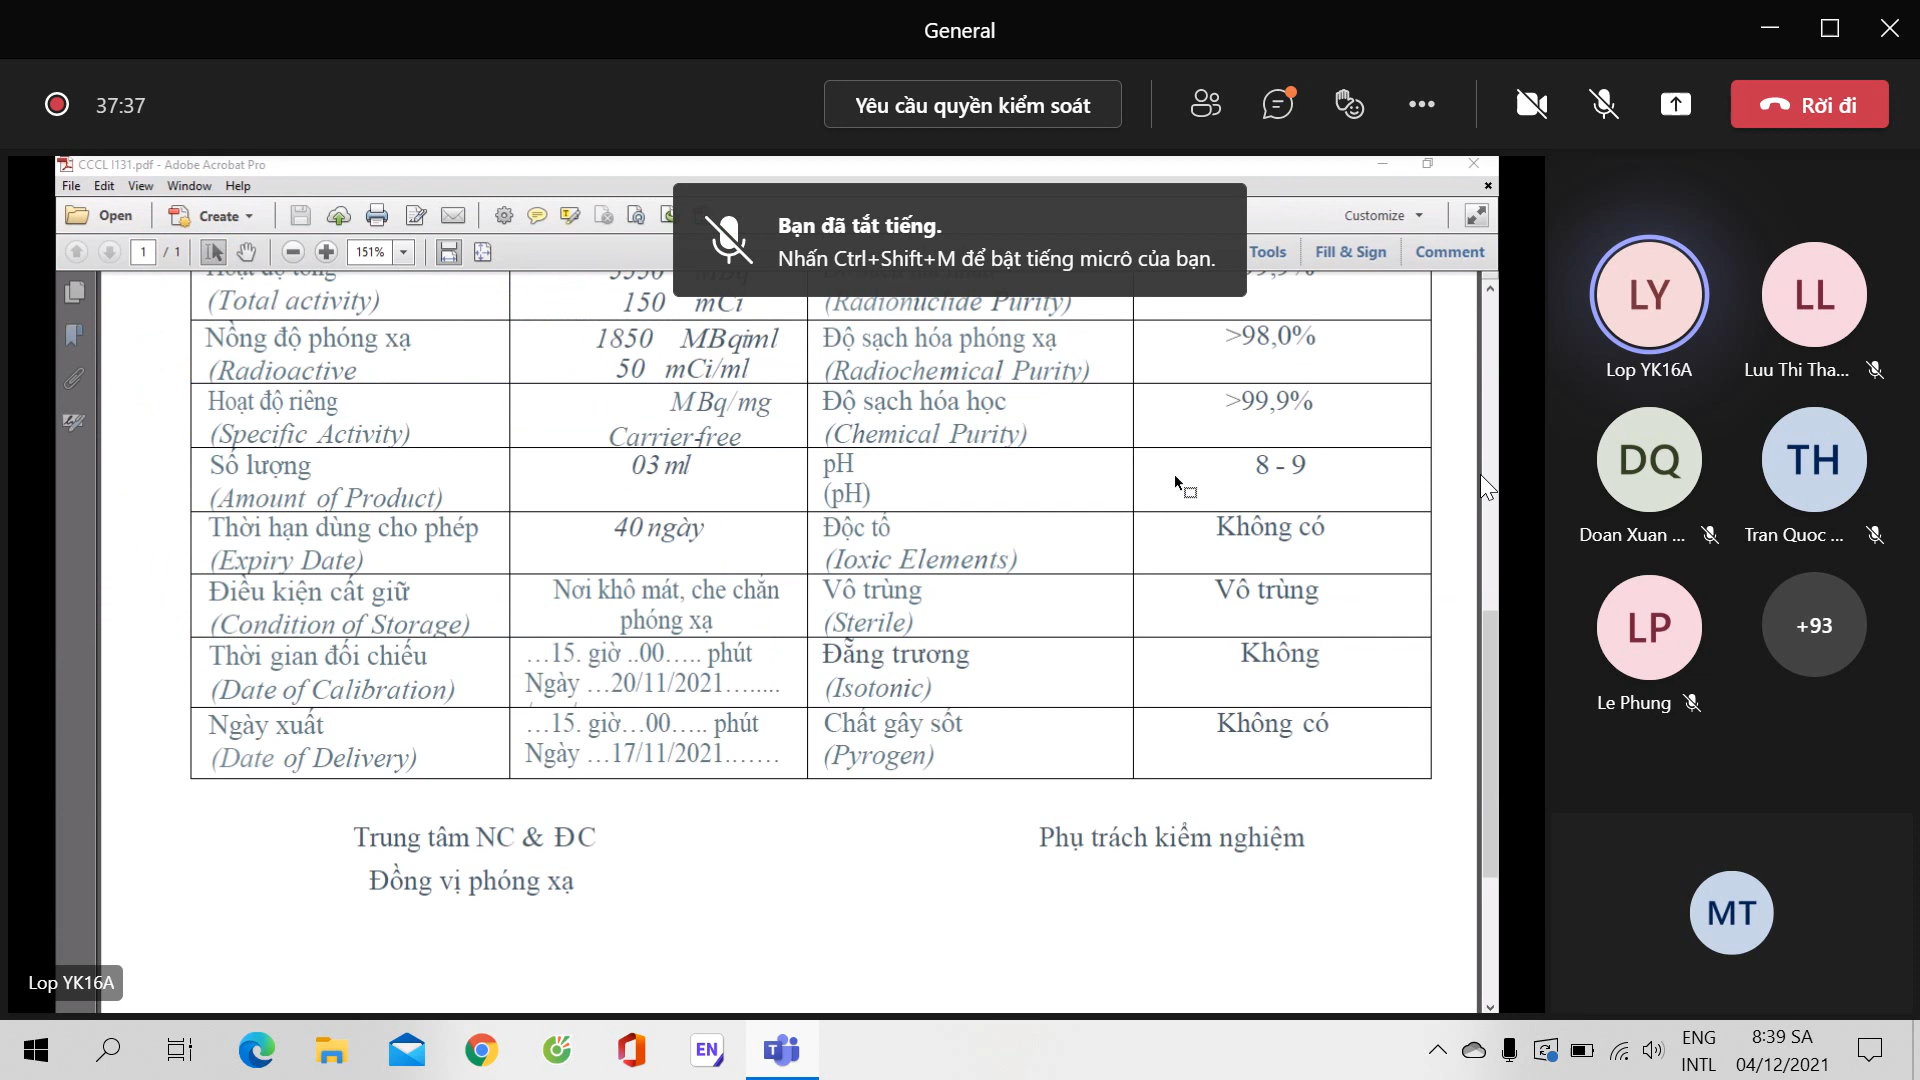 General
37:37
Yêu cầu quyền kiểm soát
Rời đi
CCCL I131.pdf - Adobe Acrobat Pro
File Edit View Window Help
Open Create Customize
1 / 1 151% Tools Fill & Sign Comment
Bạn đã tắt tiếng.
Nhấn Ctrl+Shift+M để bật tiếng micrô của bạn.
(Total activity) 150 mCi (Radionuclide Purity)
Nồng độ phóng xạ 1850 MBqiml Độ sạch hóa phóng xạ >98,0%
(Radioactive 50 mCi/ml (Radiochemical Purity)
Hoạt độ riêng MBq/mg Độ sạch hóa học >99,9%
(Specific Activity) Carrier-free (Chemical Purity)
Số lượng 03 ml pH 8 - 9
(Amount of Product) (pH)
Thời hạn dùng cho phép 40 ngày Độc tố Không có
(Expiry Date) (Ioxic Elements)
Điều kiện cất giữ Nơi khô mát, che chắn Vô trùng Vô trùng
(Condition of Storage) phóng xạ (Sterile)
Thời gian đối chiếu …15. giờ ..00….. phút Đẳng trương Không
(Date of Calibration) Ngày …20/11/2021…..... (Isotonic)
Ngày xuất …15. giờ…00….. phút Chất gây sốt Không có
(Date of Delivery) Ngày …17/11/2021…… (Pyrogen)
Trung tâm NC & ĐC Phụ trách kiểm nghiệm
Đồng vị phóng xạ
Lop YK16A
LY LL
Lop YK16A Luu Thi Tha...
DQ TH
Doan Xuan ... Tran Quoc ...
LP +93
Le Phung
MT
EN
ENG 8:39 SA
INTL 04/12/2021